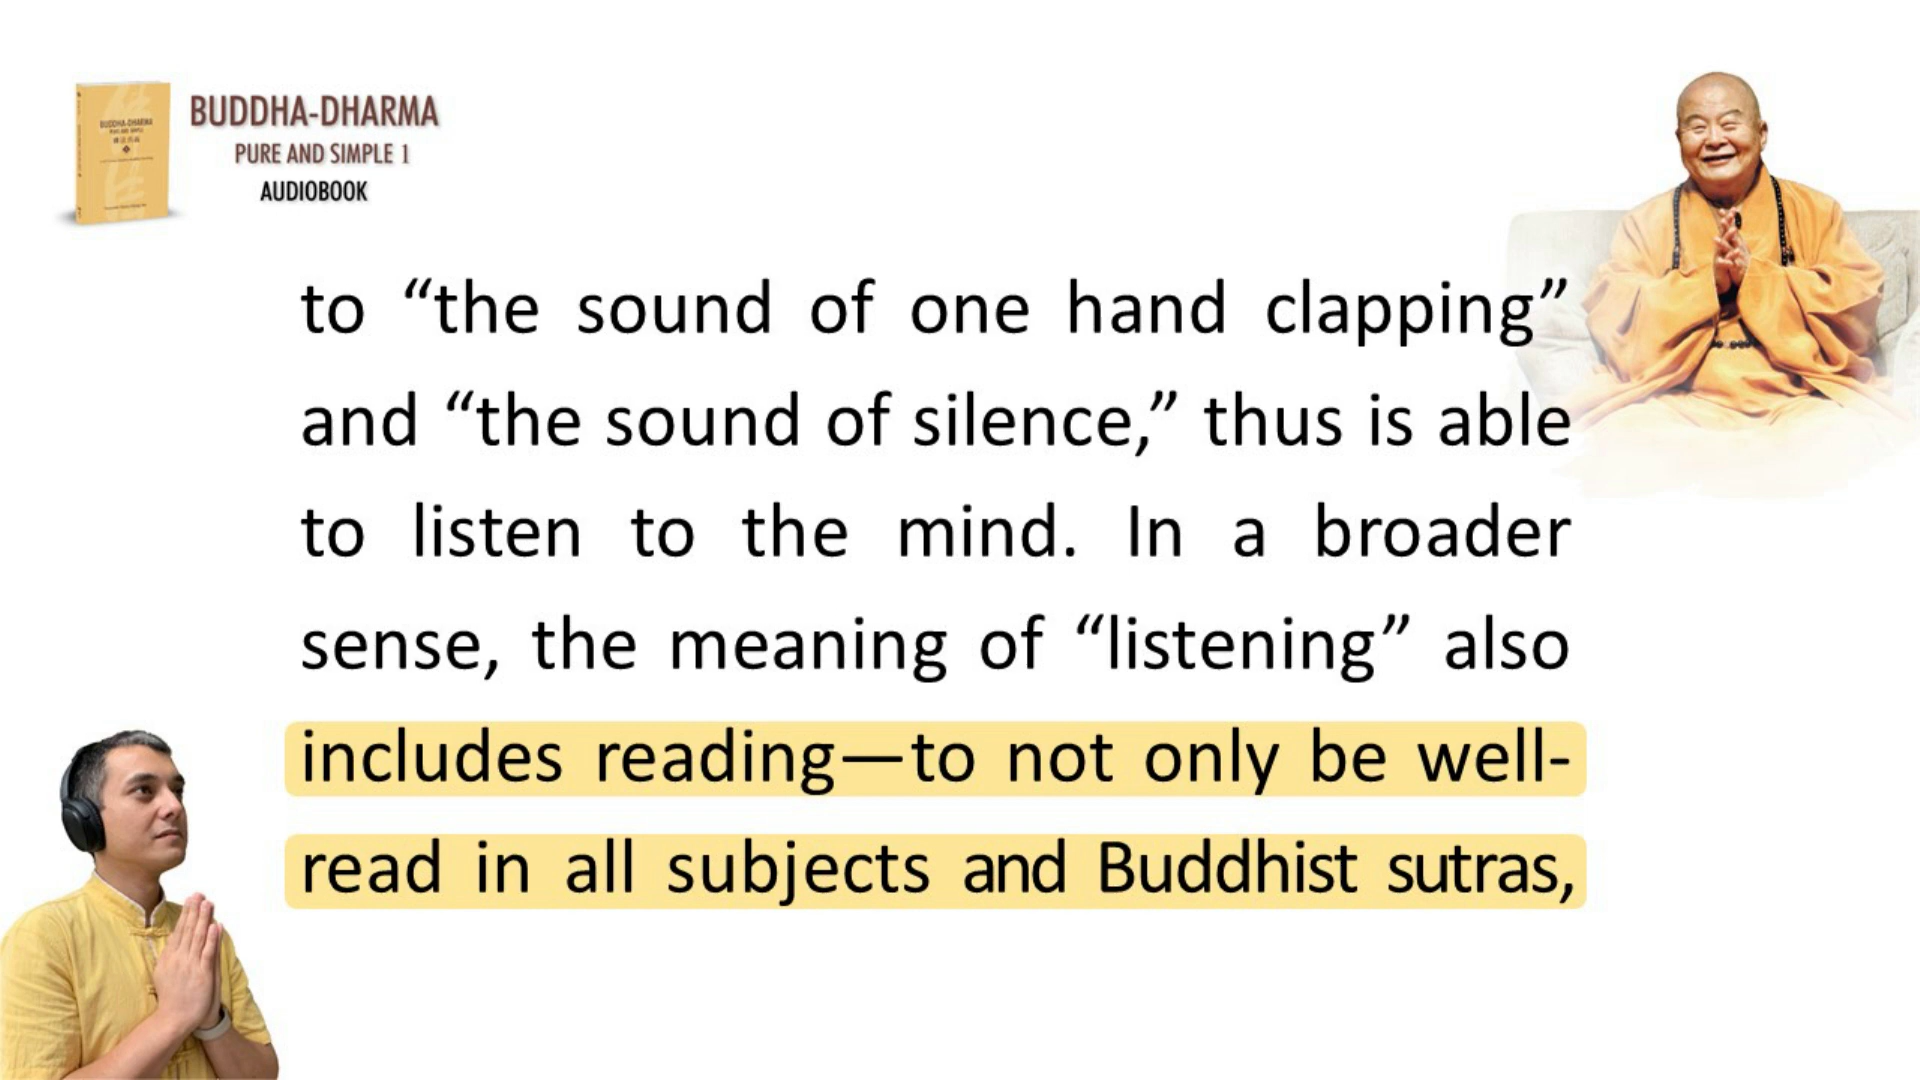 BUDDHA-DHARMA
PURE AND SIMPLE 1
AUDIOBOOK
BUDDHA-DHARMA
to “the sound of one hand clapping”
and “the sound of silence,” thus is able
to listen to the mind. In a broader
sense, the meaning of “listening” also
includes reading—to not only be well-
read in all subjects and Buddhist sutras,